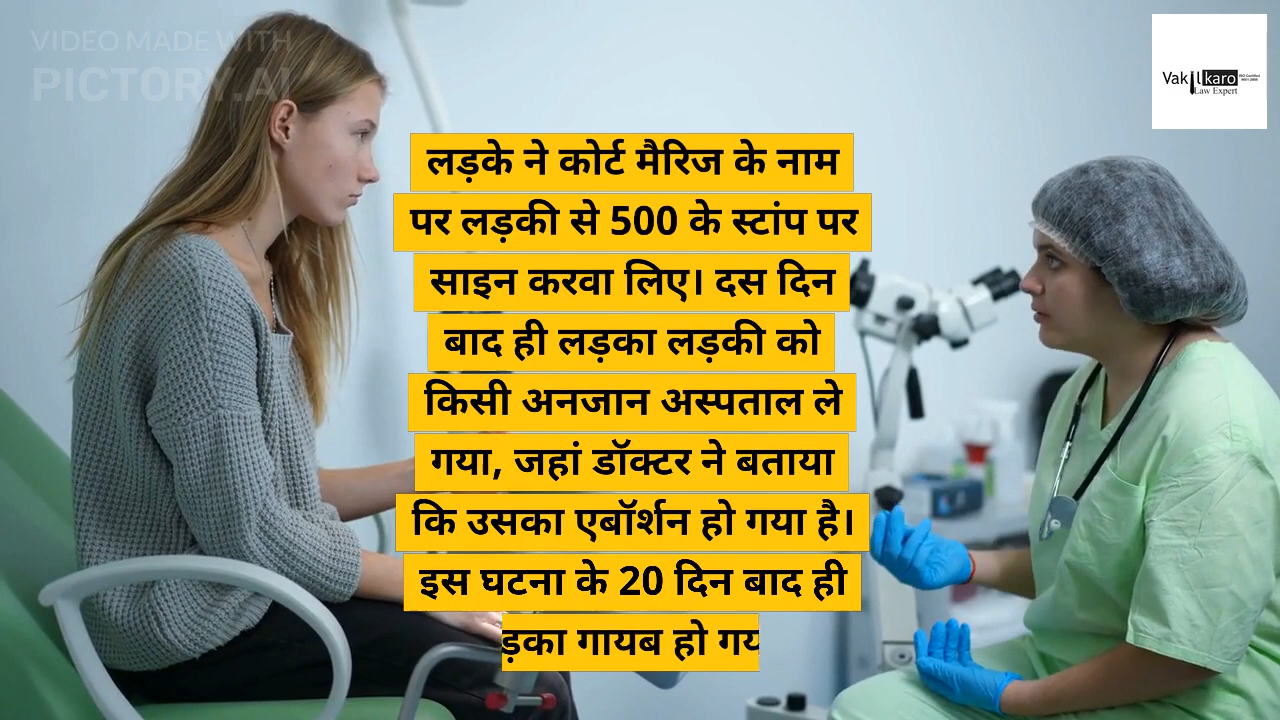 VIDEO MADE WITH
PICTORY.AI
Vakilkaro
Law Expert
लड़के ने कोर्ट मैरिज के नाम
पर लड़की से 500 के स्टांप पर
साइन करवा लिए। दस दिन
बाद ही लड़का लड़की को
किसी अनजान अस्पताल ले
गया, जहां डॉक्टर ने बताया
कि उसका एबॉर्शन हो गया है।
इस घटना के 20 दिन बाद ही
ड़का गायब हो गय